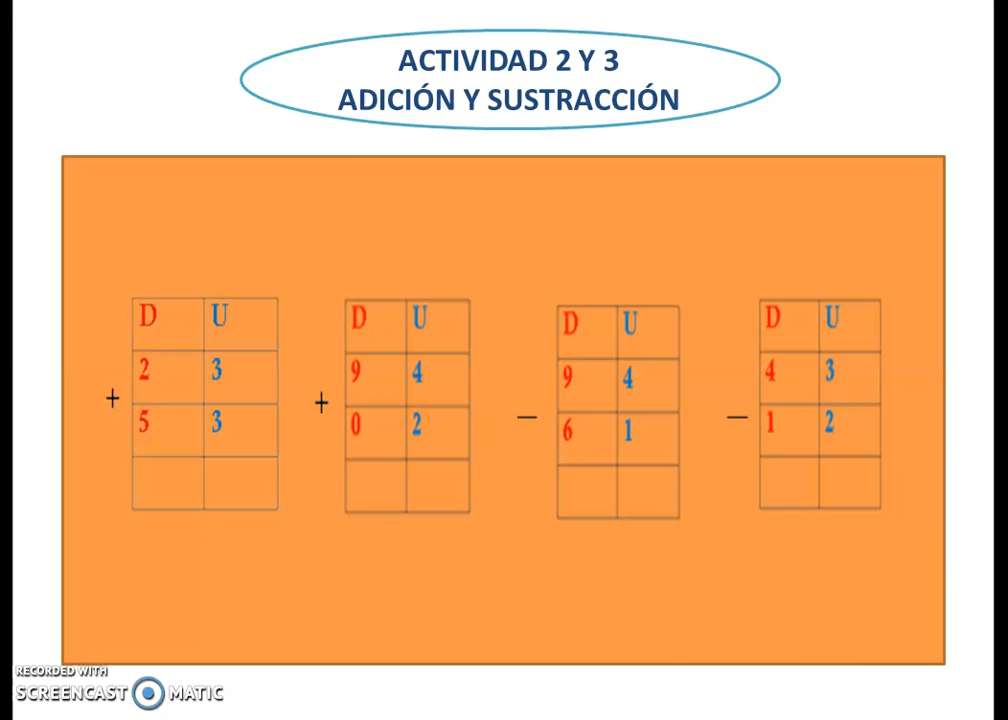 ACTIVIDAD 2 Y 3
ADICIÓN Y SUSTRACCIÓN
D U
2 3
+
5 3
D U
9 4
+
0 2
D U
9 4
–
6 1
D U
4 3
–
1 2
RECORDED WITH
SCREENCAST MATIC